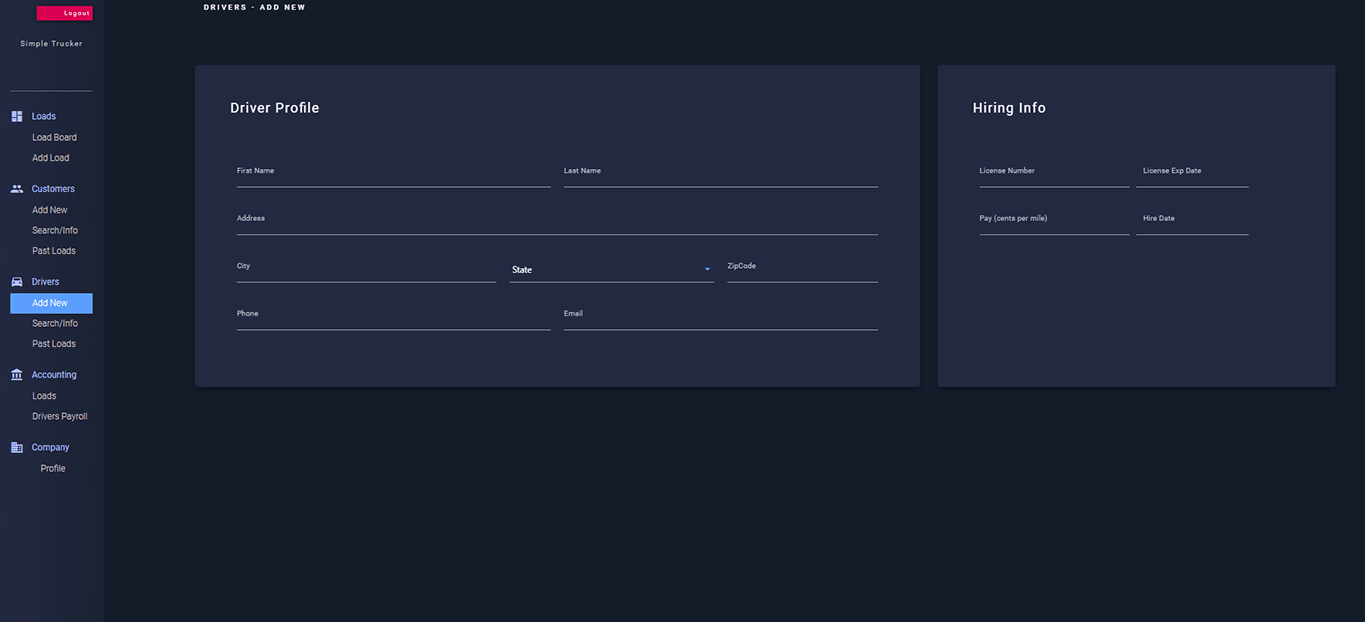 Logout
Simple Trucker
Loads
Load Board
Add Load
Customers
Add New
Search/Info
Past Loads
Drivers
Add New
Search/Info
Past Loads
Accounting
Loads
Drivers Payroll
Company
Profile
DRIVERS - ADD NEW
Driver Profile
First Name Last Name
Address
City State ZipCode
Phone Email
Hiring Info
License Number License Exp Date
Pay (cents per mile) Hire Date